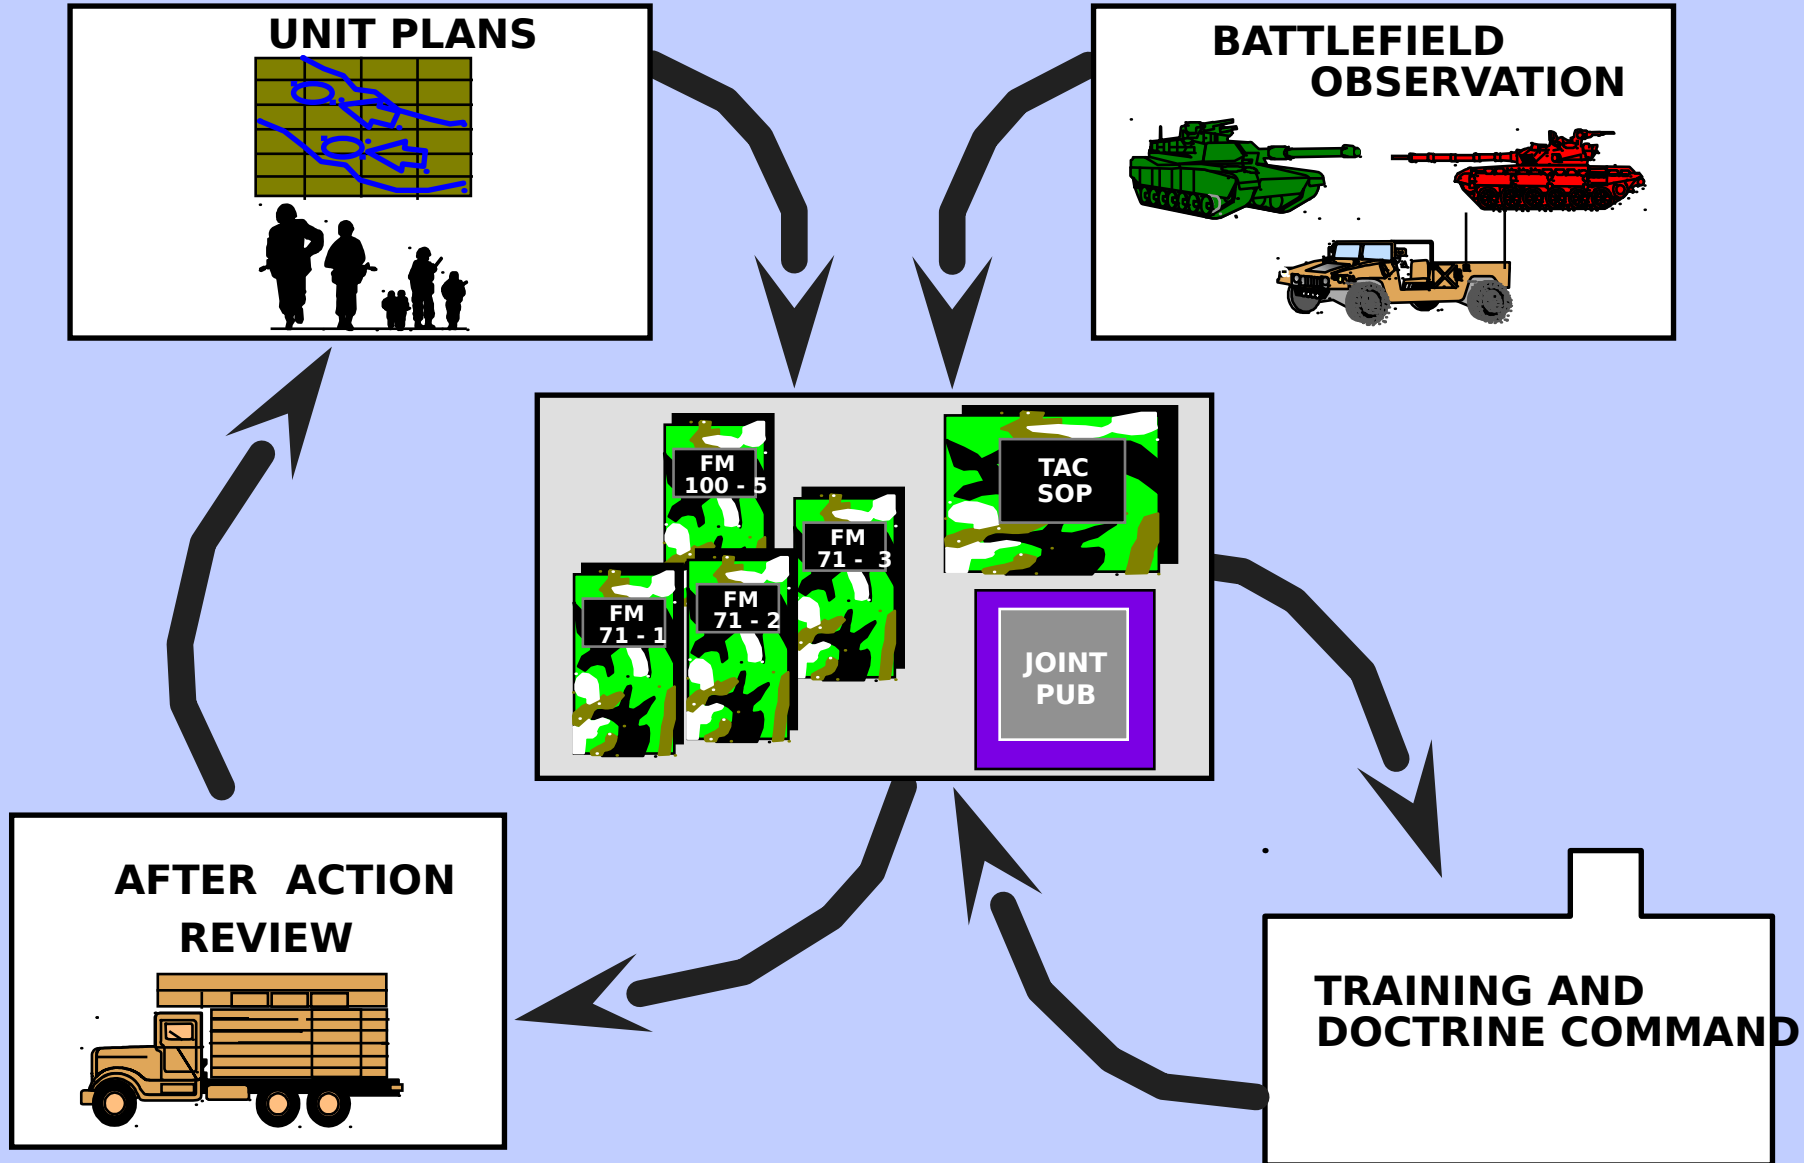 UNIT PLANS
BATTLEFIELD
OBSERVATION
FM
100 - 5
FM
71 - 3
FM
71 - 2
FM
71 - 1
TAC
SOP
JOINT
PUB
AFTER ACTION
REVIEW
TRAINING AND
DOCTRINE COMMAND